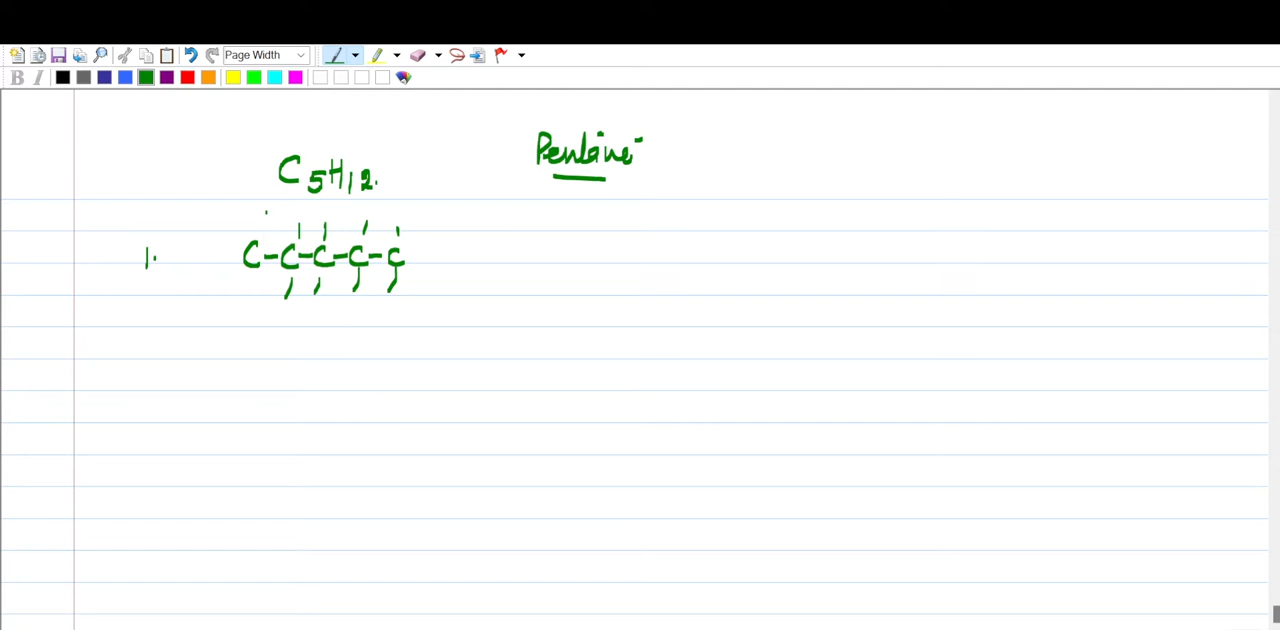 Page Width
B I
Pentane
C5H12.
1. C-C-C-C-C